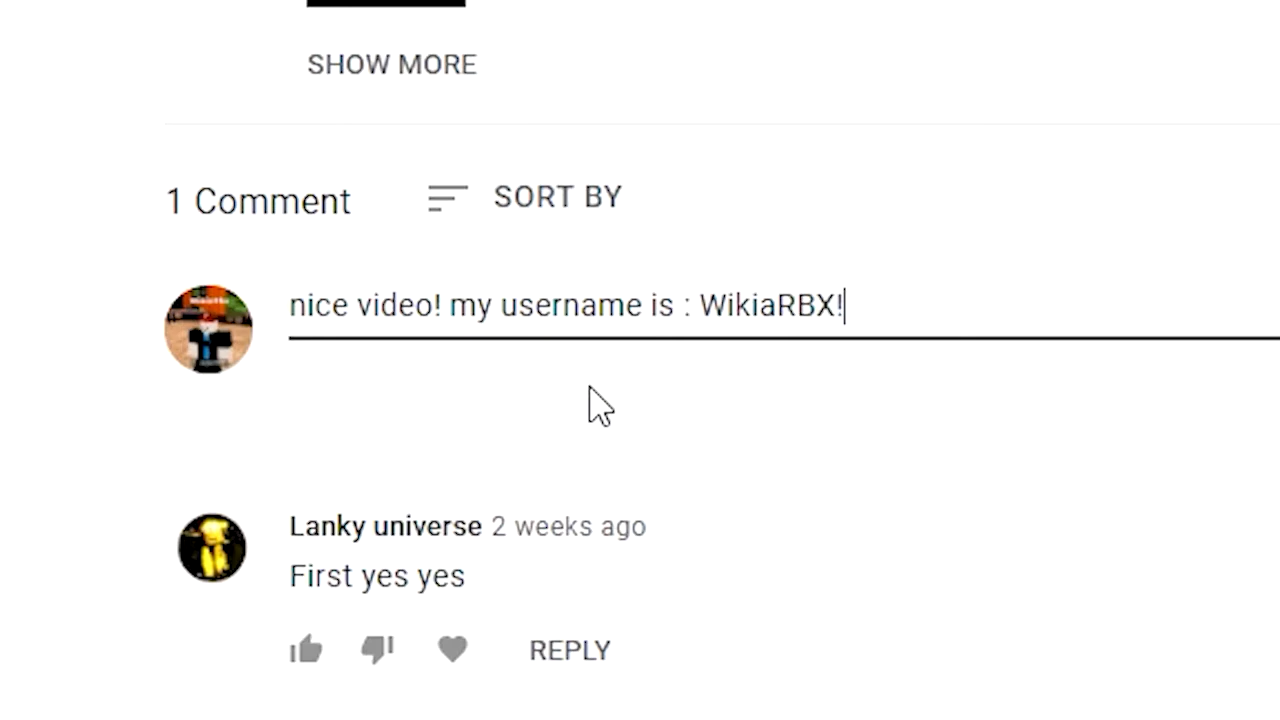 SHOW MORE
1 Comment
SORT BY
nice video! my username is : WikiaRBX!
Lanky universe 2 weeks ago
First yes yes
REPLY